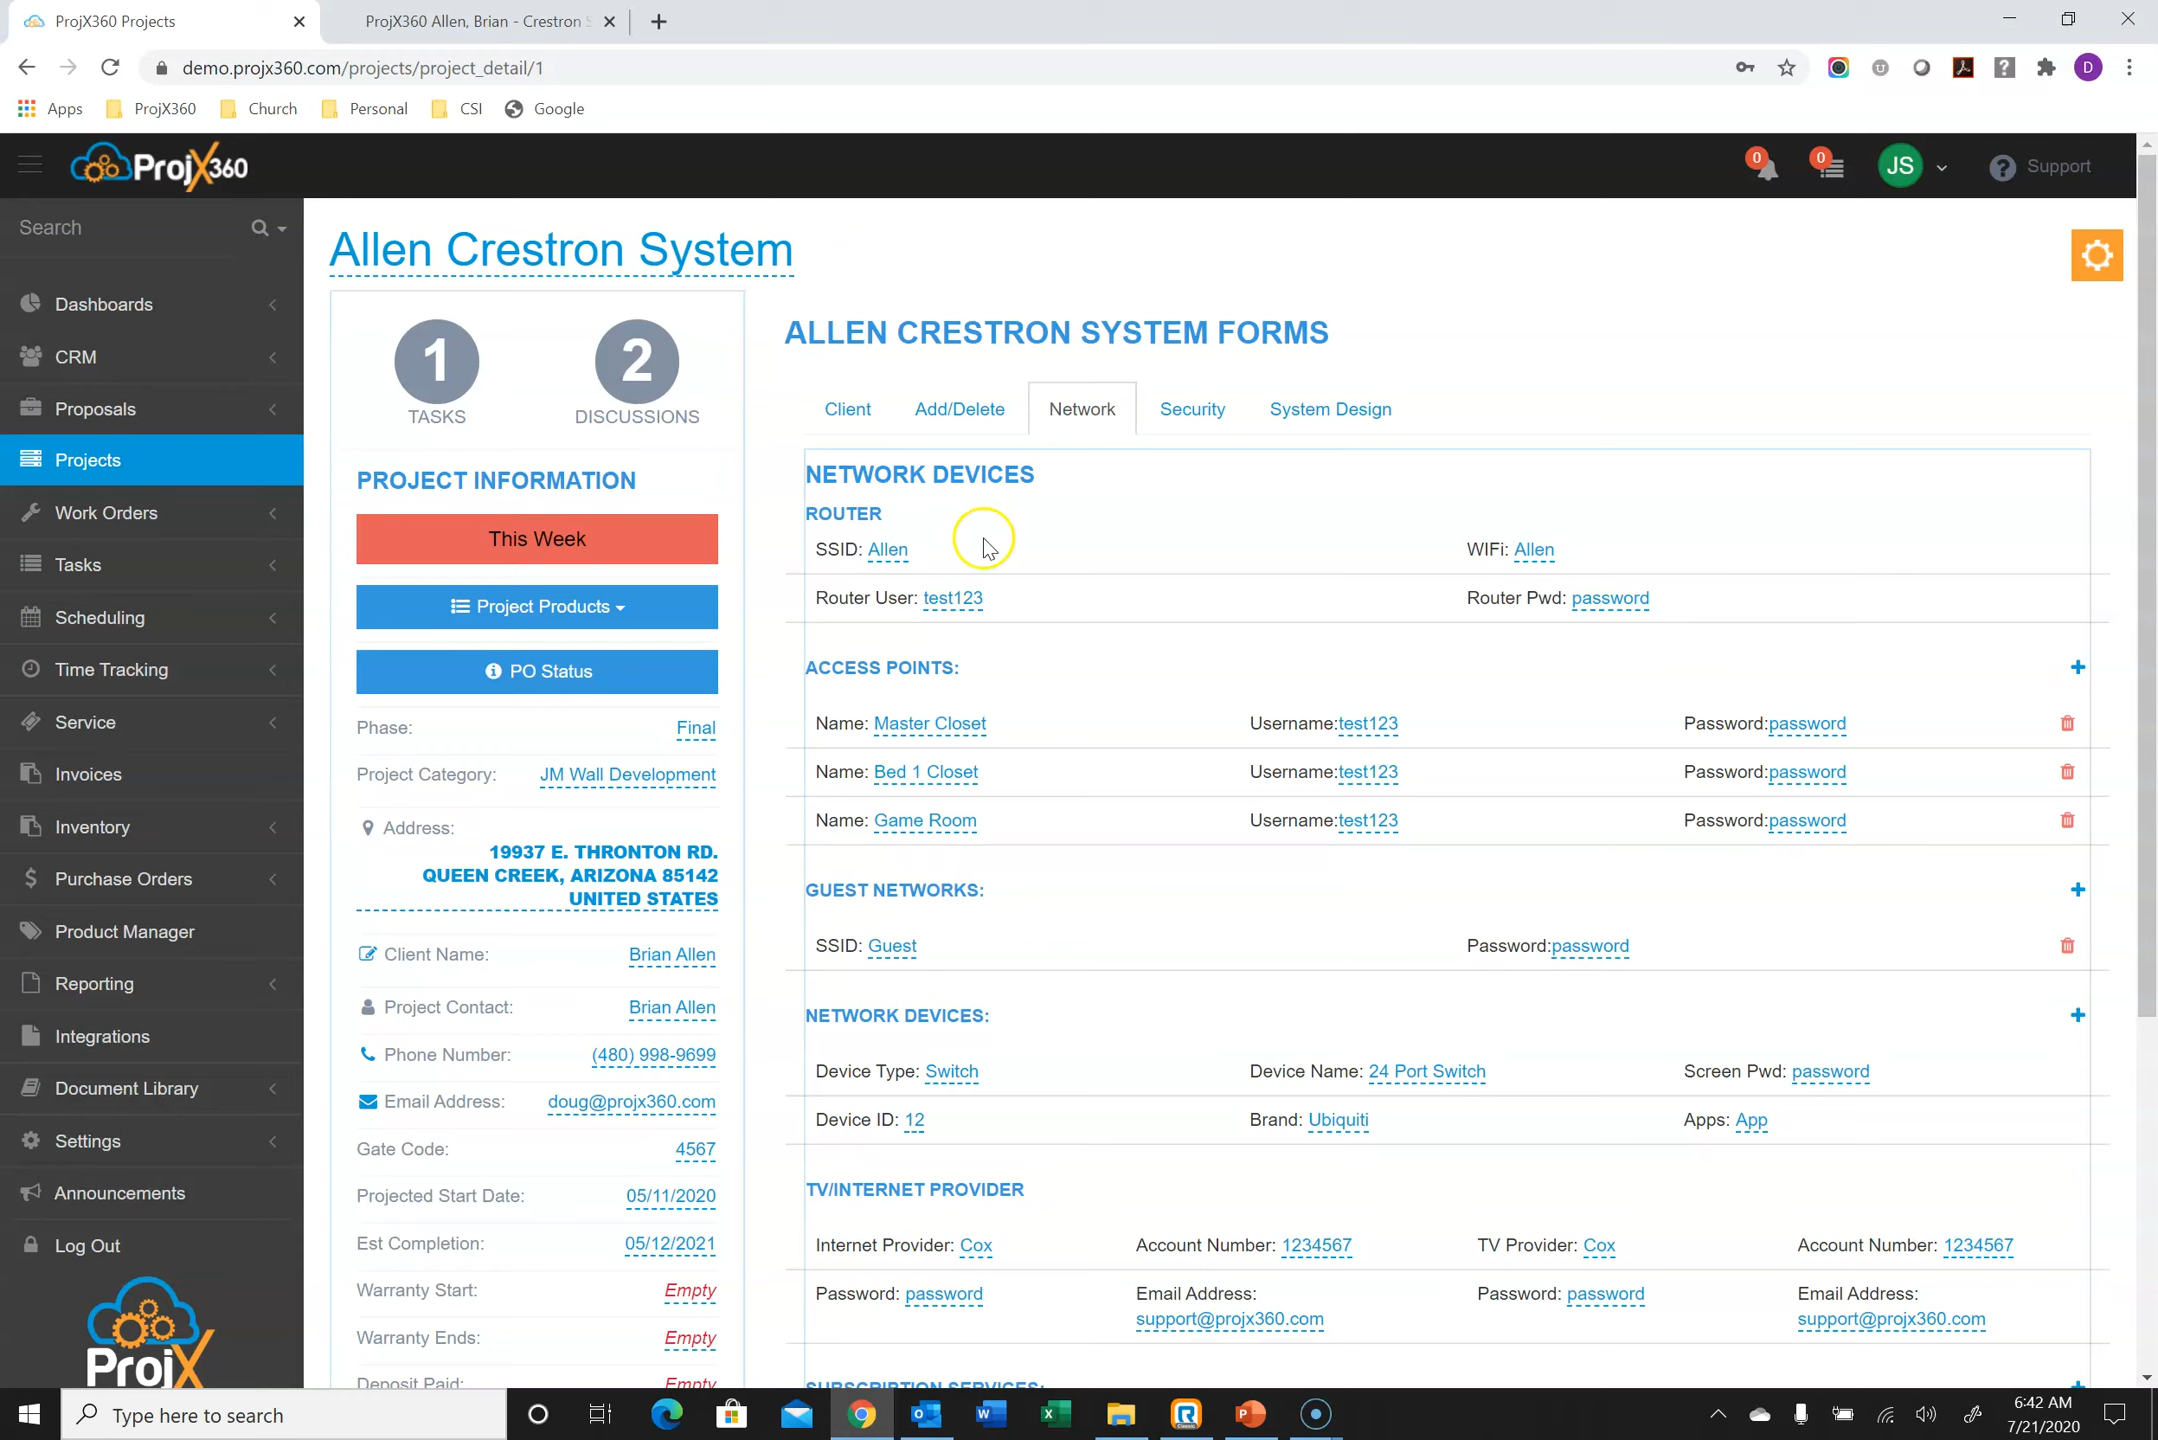 ProjX360 Projects
ProjX360 Allen, Brian - Crestron S
demo.projx360.com/projects/project_detail/1
D
Apps ProjX360 Church Personal CSI Google
ProjX360
0 0 JS Support
Search
Dashboards
CRM
Proposals
Projects
Work Orders
Tasks
Scheduling
Time Tracking
Service
Invoices
Inventory
Purchase Orders
Product Manager
Reporting
Integrations
Document Library
Settings
Announcements
Log Out
ProjX
Allen Crestron System
1 2
TASKS DISCUSSIONS
PROJECT INFORMATION
This Week
Project Products
PO Status
Phase: Final
Project Category: JM Wall Development
Address:
19937 E. THRONTON RD.
QUEEN CREEK, ARIZONA 85142
UNITED STATES
Client Name: Brian Allen
Project Contact: Brian Allen
Phone Number: (480) 998-9699
Email Address: doug@projx360.com
Gate Code: 4567
Projected Start Date: 05/11/2020
Est Completion: 05/12/2021
Warranty Start: Empty
Warranty Ends: Empty
Deposit Paid: Empty
ALLEN CRESTRON SYSTEM FORMS
Client Add/Delete Network Security System Design
NETWORK DEVICES
ROUTER
SSID: Allen WIFi: Allen
Router User: test123 Router Pwd: password
ACCESS POINTS:
Name: Master Closet Username:test123 Password:password
Name: Bed 1 Closet Username:test123 Password:password
Name: Game Room Username:test123 Password:password
GUEST NETWORKS:
SSID: Guest Password:password
NETWORK DEVICES:
Device Type: Switch Device Name: 24 Port Switch Screen Pwd: password
Device ID: 12 Brand: Ubiquiti Apps: App
TV/INTERNET PROVIDER
Internet Provider: Cox Account Number: 1234567 TV Provider: Cox Account Number: 1234567
Password: password Email Address: support@projx360.com Password: password Email Address: support@projx360.com
SUBSCRIPTION SERVICES:
Type here to search
6:42 AM
7/21/2020